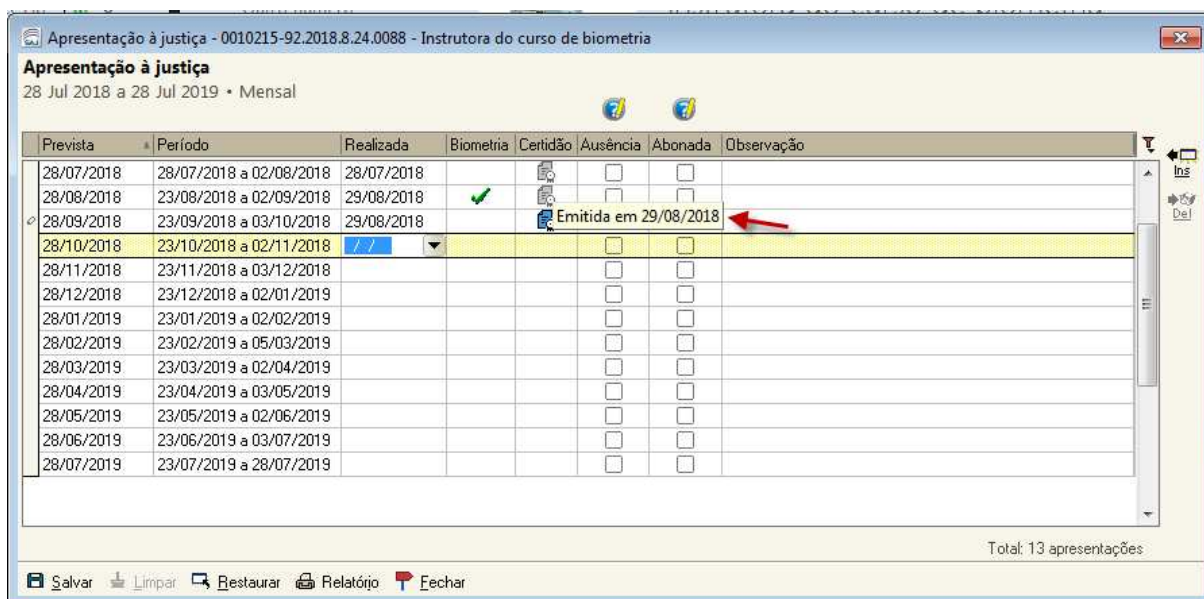 Apresentação à justiça - 0010215-92.2018.8.24.0088 - Instrutora do curso de biometria
Apresentação à justiça
28 Jul 2018 a 28 Jul 2019 • Mensal
Prevista Período Realizada Biometria Certidão Ausência Abonada Observação
28/07/2018 28/07/2018 a 02/08/2018 28/07/2018
28/08/2018 23/08/2018 a 02/09/2018 29/08/2018
28/09/2018 23/09/2018 a 03/10/2018 29/08/2018 Emitida em 29/08/2018
28/10/2018 23/10/2018 a 02/11/2018 / /
28/11/2018 23/11/2018 a 03/12/2018
28/12/2018 23/12/2018 a 02/01/2019
28/01/2019 23/01/2019 a 02/02/2019
28/02/2019 23/02/2019 a 05/03/2019
28/03/2019 23/03/2019 a 02/04/2019
28/04/2019 23/04/2019 a 03/05/2019
28/05/2019 23/05/2019 a 02/06/2019
28/06/2019 23/06/2019 a 03/07/2019
28/07/2019 23/07/2019 a 28/07/2019
Ins
Del
Total: 13 apresentações
Salvar Limpar Restaurar Relatório Fechar